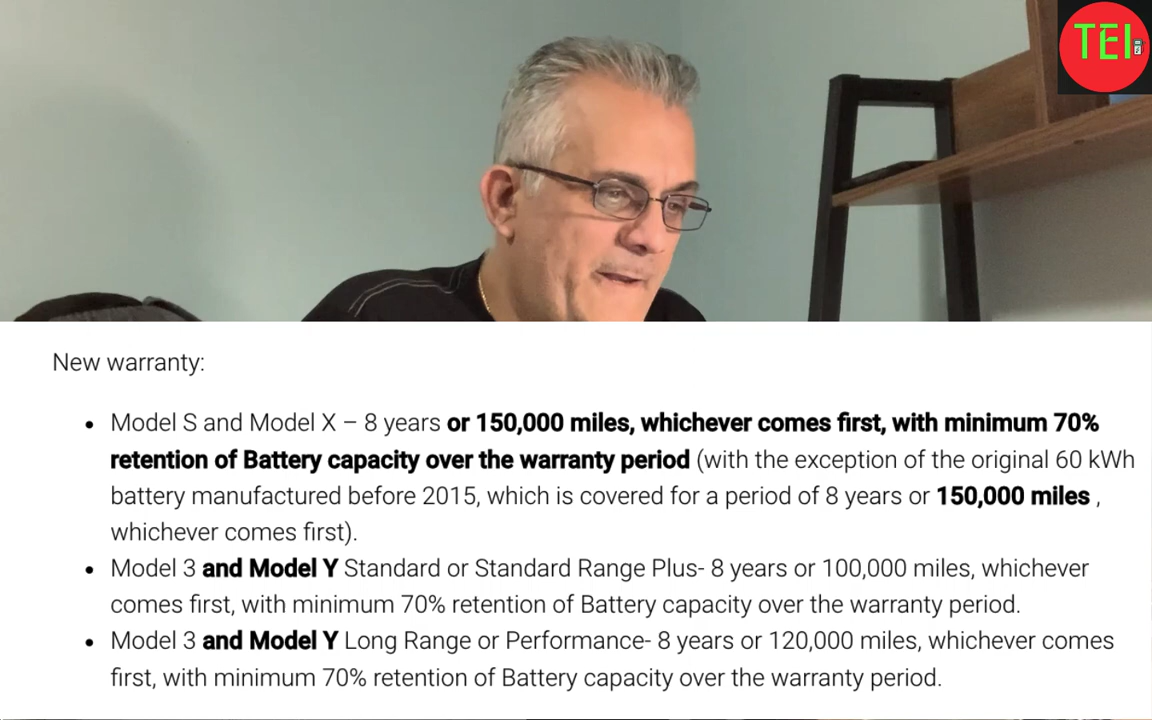 TEI
New warranty:
• Model S and Model X – 8 years or 150,000 miles, whichever comes first, with minimum 70%
retention of Battery capacity over the warranty period (with the exception of the original 60 kWh
battery manufactured before 2015, which is covered for a period of 8 years or 150,000 miles ,
whichever comes first).
• Model 3 and Model Y Standard or Standard Range Plus- 8 years or 100,000 miles, whichever
comes first, with minimum 70% retention of Battery capacity over the warranty period.
• Model 3 and Model Y Long Range or Performance- 8 years or 120,000 miles, whichever comes
first, with minimum 70% retention of Battery capacity over the warranty period.